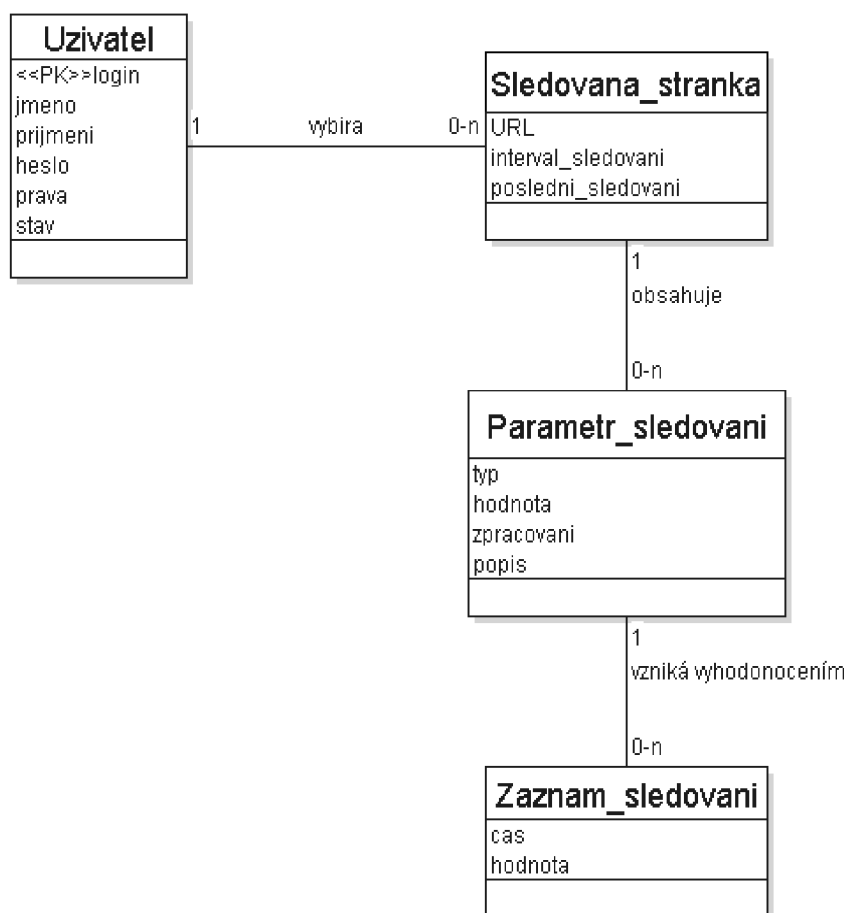 Uzivatel
<<PK>>login
jmeno
prijmeni
heslo
prava
stav
1 vybira 0-n
Sledovana_stranka
URL
interval_sledovani
posledni_sledovani
1
obsahuje
0-n
Parametr_sledovani
typ
hodnota
zpracovani
popis
1
vzniká vyhodonocením
0-n
Zaznam_sledovani
cas
hodnota